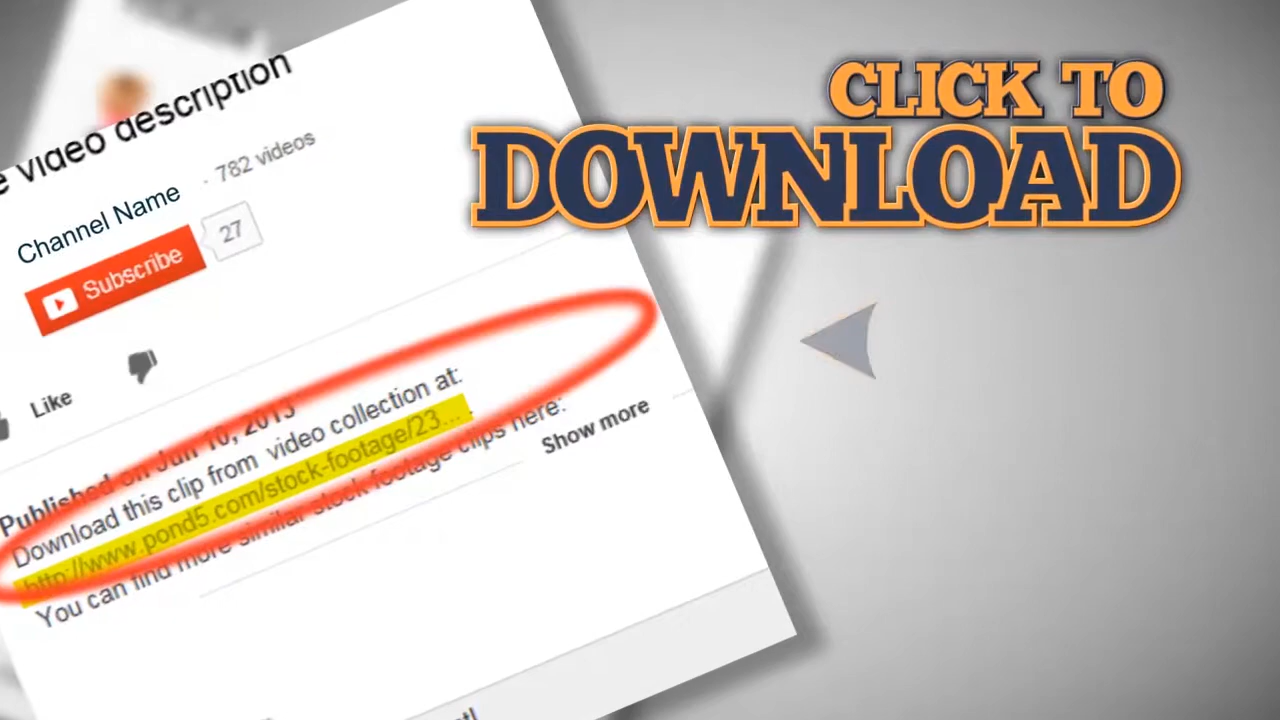 CLICK TO
DOWNLOAD
video description
Channel Name · 782 videos
Subscribe 27
Like
Published on Jun 10, 2013
Download this clip from video collection at:
http://www.pond5.com/stock-footage/23... .
You can find more similar stock footage clips here:
Show more